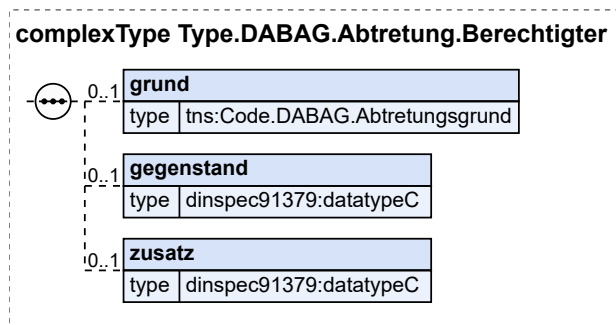 complexType Type.DABAG.Abtretung.Berechtigter
0..1 grund
type tns:Code.DABAG.Abtretungsgrund
0..1 gegenstand
type dinspec91379:datatypeC
0..1 zusatz
type dinspec91379:datatypeC